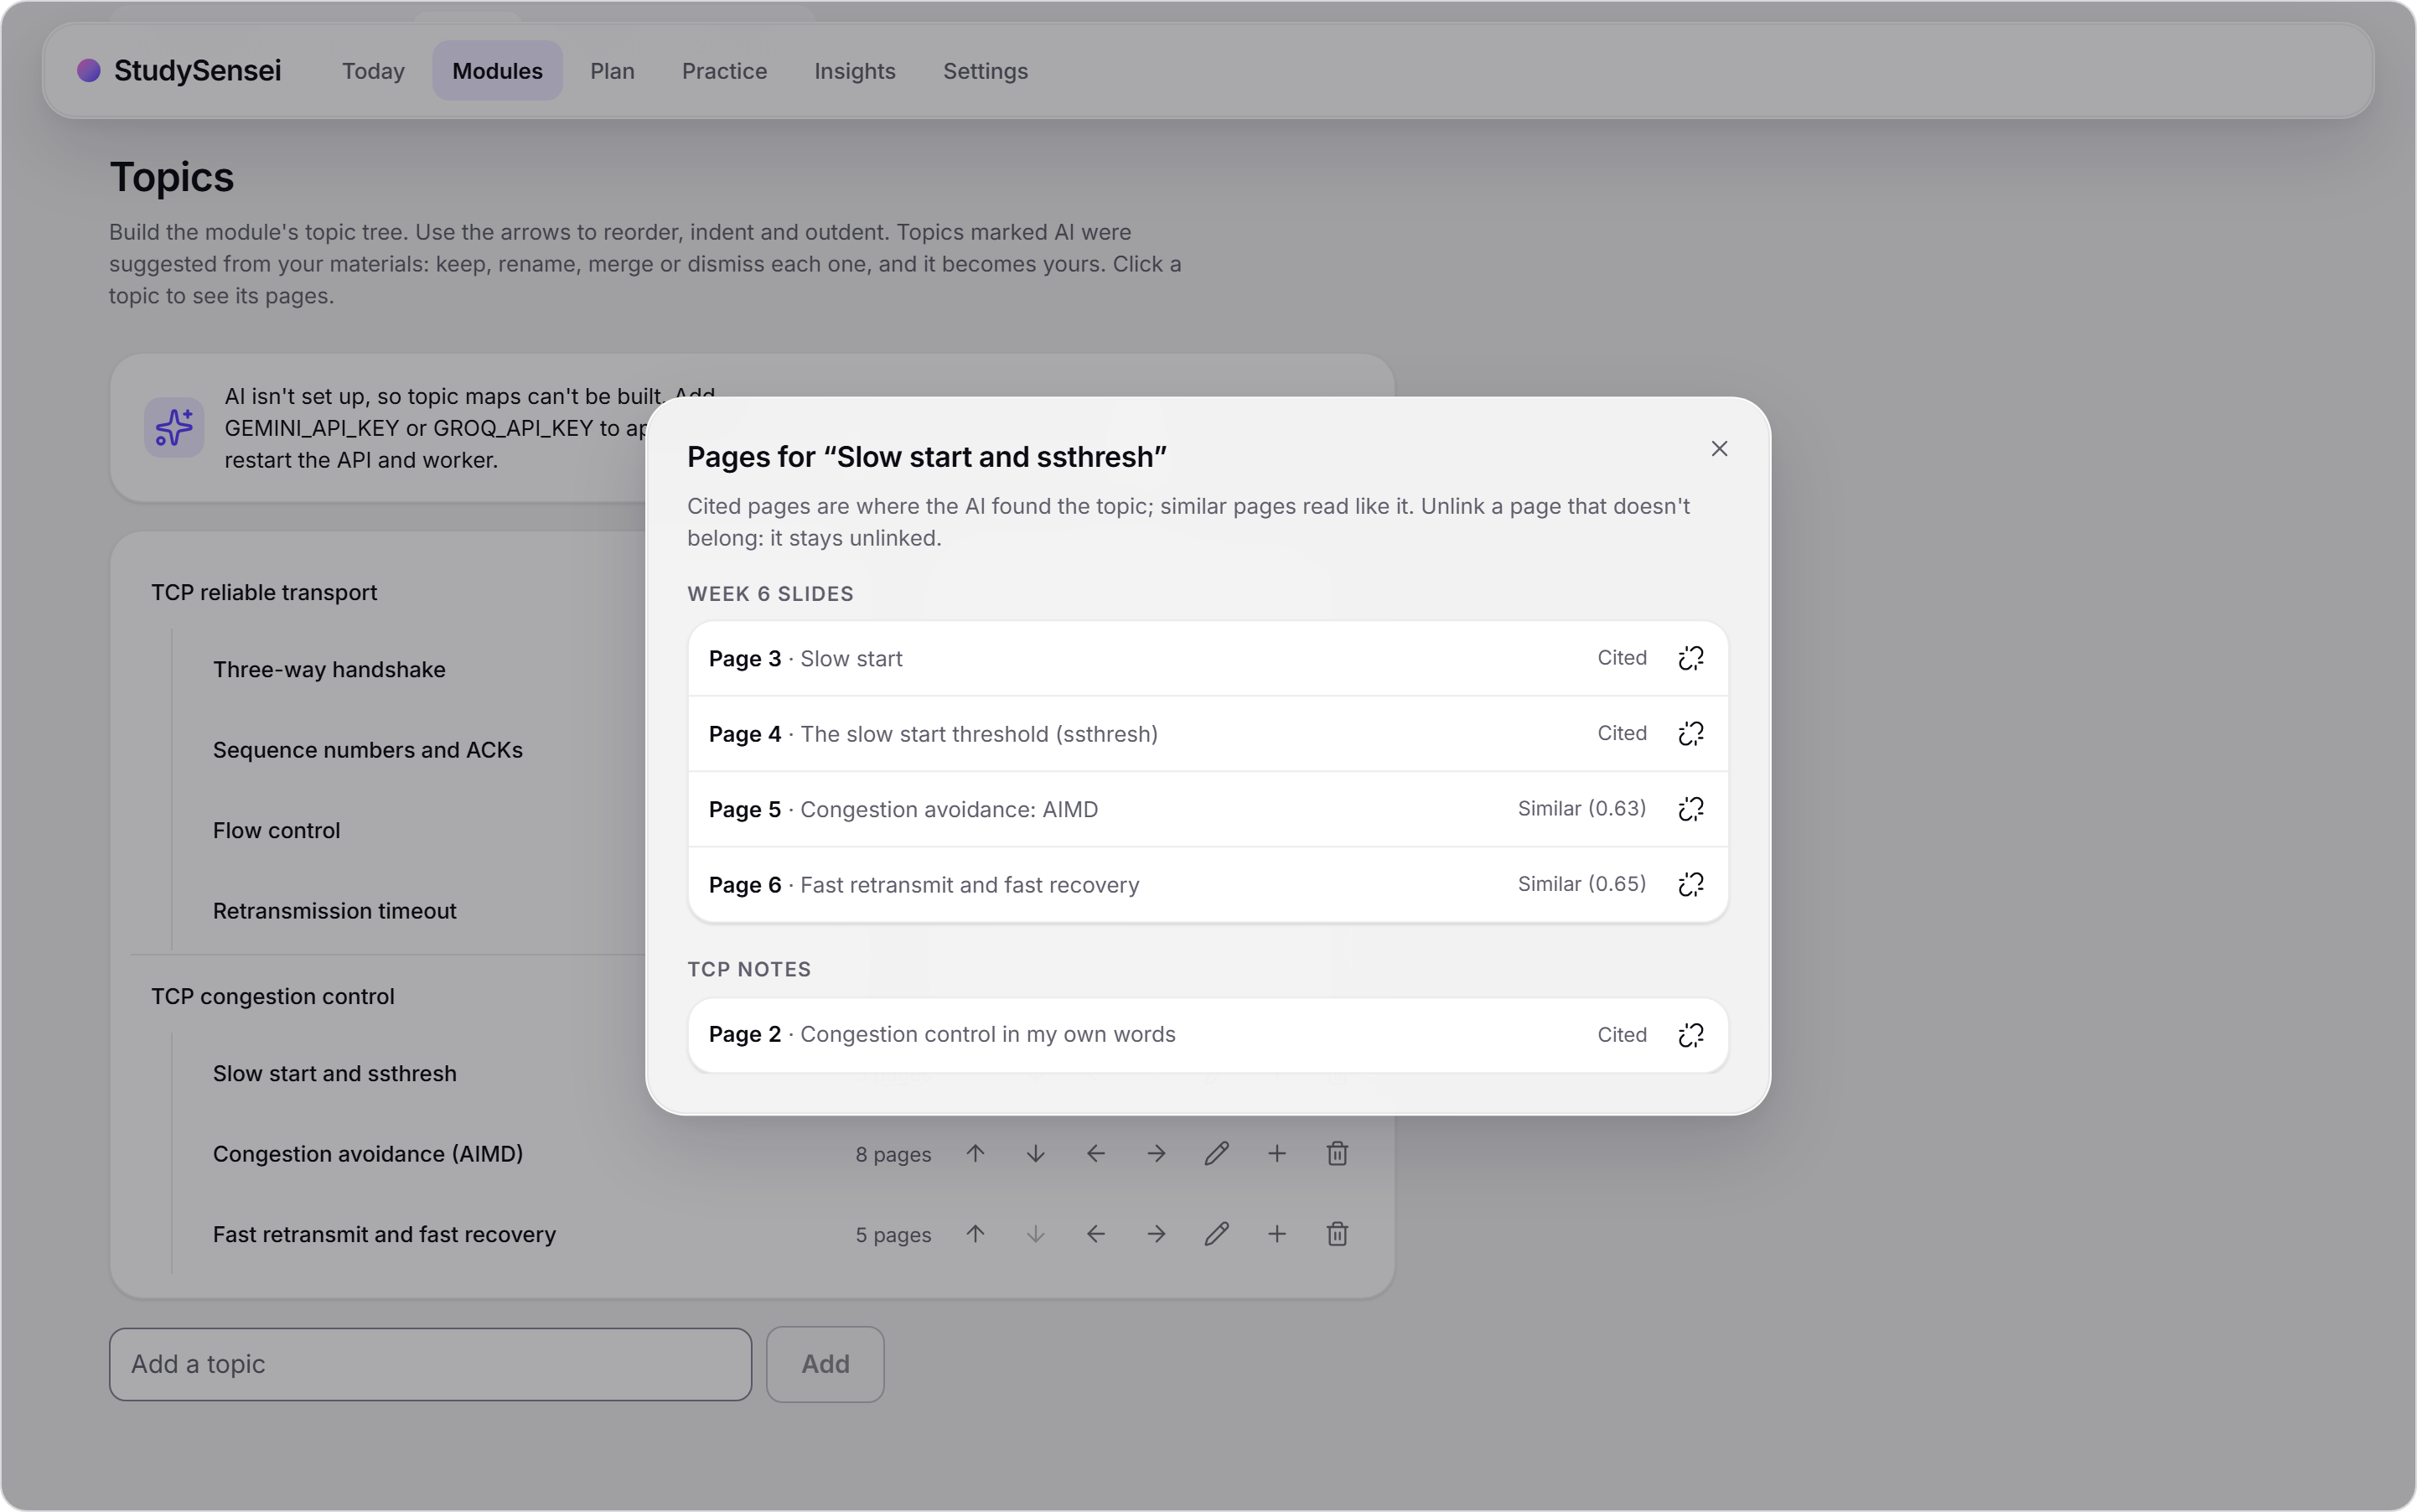 StudySensei
Today
Modules
Plan
Practice
Insights
Settings
Topics
Build the module's topic tree. Use the arrows to reorder, indent and outdent. Topics marked AI were
suggested from your materials: keep, rename, merge or dismiss each one, and it becomes yours. Click a
topic to see its pages.
AI isn't set up, so topic maps can't be built. Add
GEMINI_API_KEY or GROQ_API_KEY to
restart the API and worker.
TCP reliable transport
Three-way handshake
Sequence numbers and ACKs
Flow control
Retransmission timeout
TCP congestion control
Slow start and ssthresh
Congestion avoidance (AIMD)
8 pages
Fast retransmit and fast recovery
5 pages
Add a topic
Add
Pages for “Slow start and ssthresh”
Cited pages are where the AI found the topic; similar pages read like it. Unlink a page that doesn't
belong: it stays unlinked.
WEEK 6 SLIDES
Page 3 · Slow start
Cited
Page 4 · The slow start threshold (ssthresh)
Cited
Page 5 · Congestion avoidance: AIMD
Similar (0.63)
Page 6 · Fast retransmit and fast recovery
Similar (0.65)
TCP NOTES
Page 2 · Congestion control in my own words
Cited